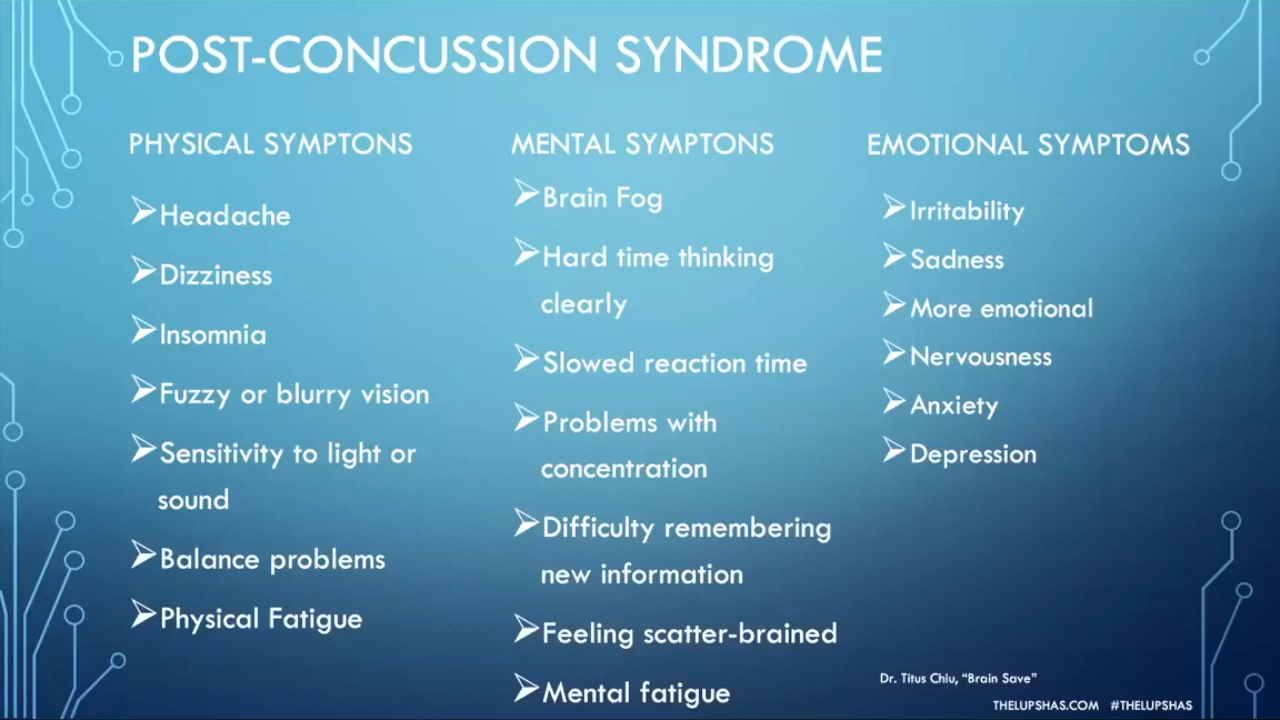 POST-CONCUSSION SYNDROME
PHYSICAL SYMPTONS
Headache
Dizziness
Insomnia
Fuzzy or blurry vision
Sensitivity to light or
sound
Balance problems
Physical Fatigue
MENTAL SYMPTONS
Brain Fog
Hard time thinking
clearly
Slowed reaction time
Problems with
concentration
Difficulty remembering
new information
Feeling scatter-brained
Mental fatigue
EMOTIONAL SYMPTOMS
Irritability
Sadness
More emotional
Nervousness
Anxiety
Depression
Dr. Titus Chiu, “Brain Save”
THELUPSHAS.COM #THELUPSHAS